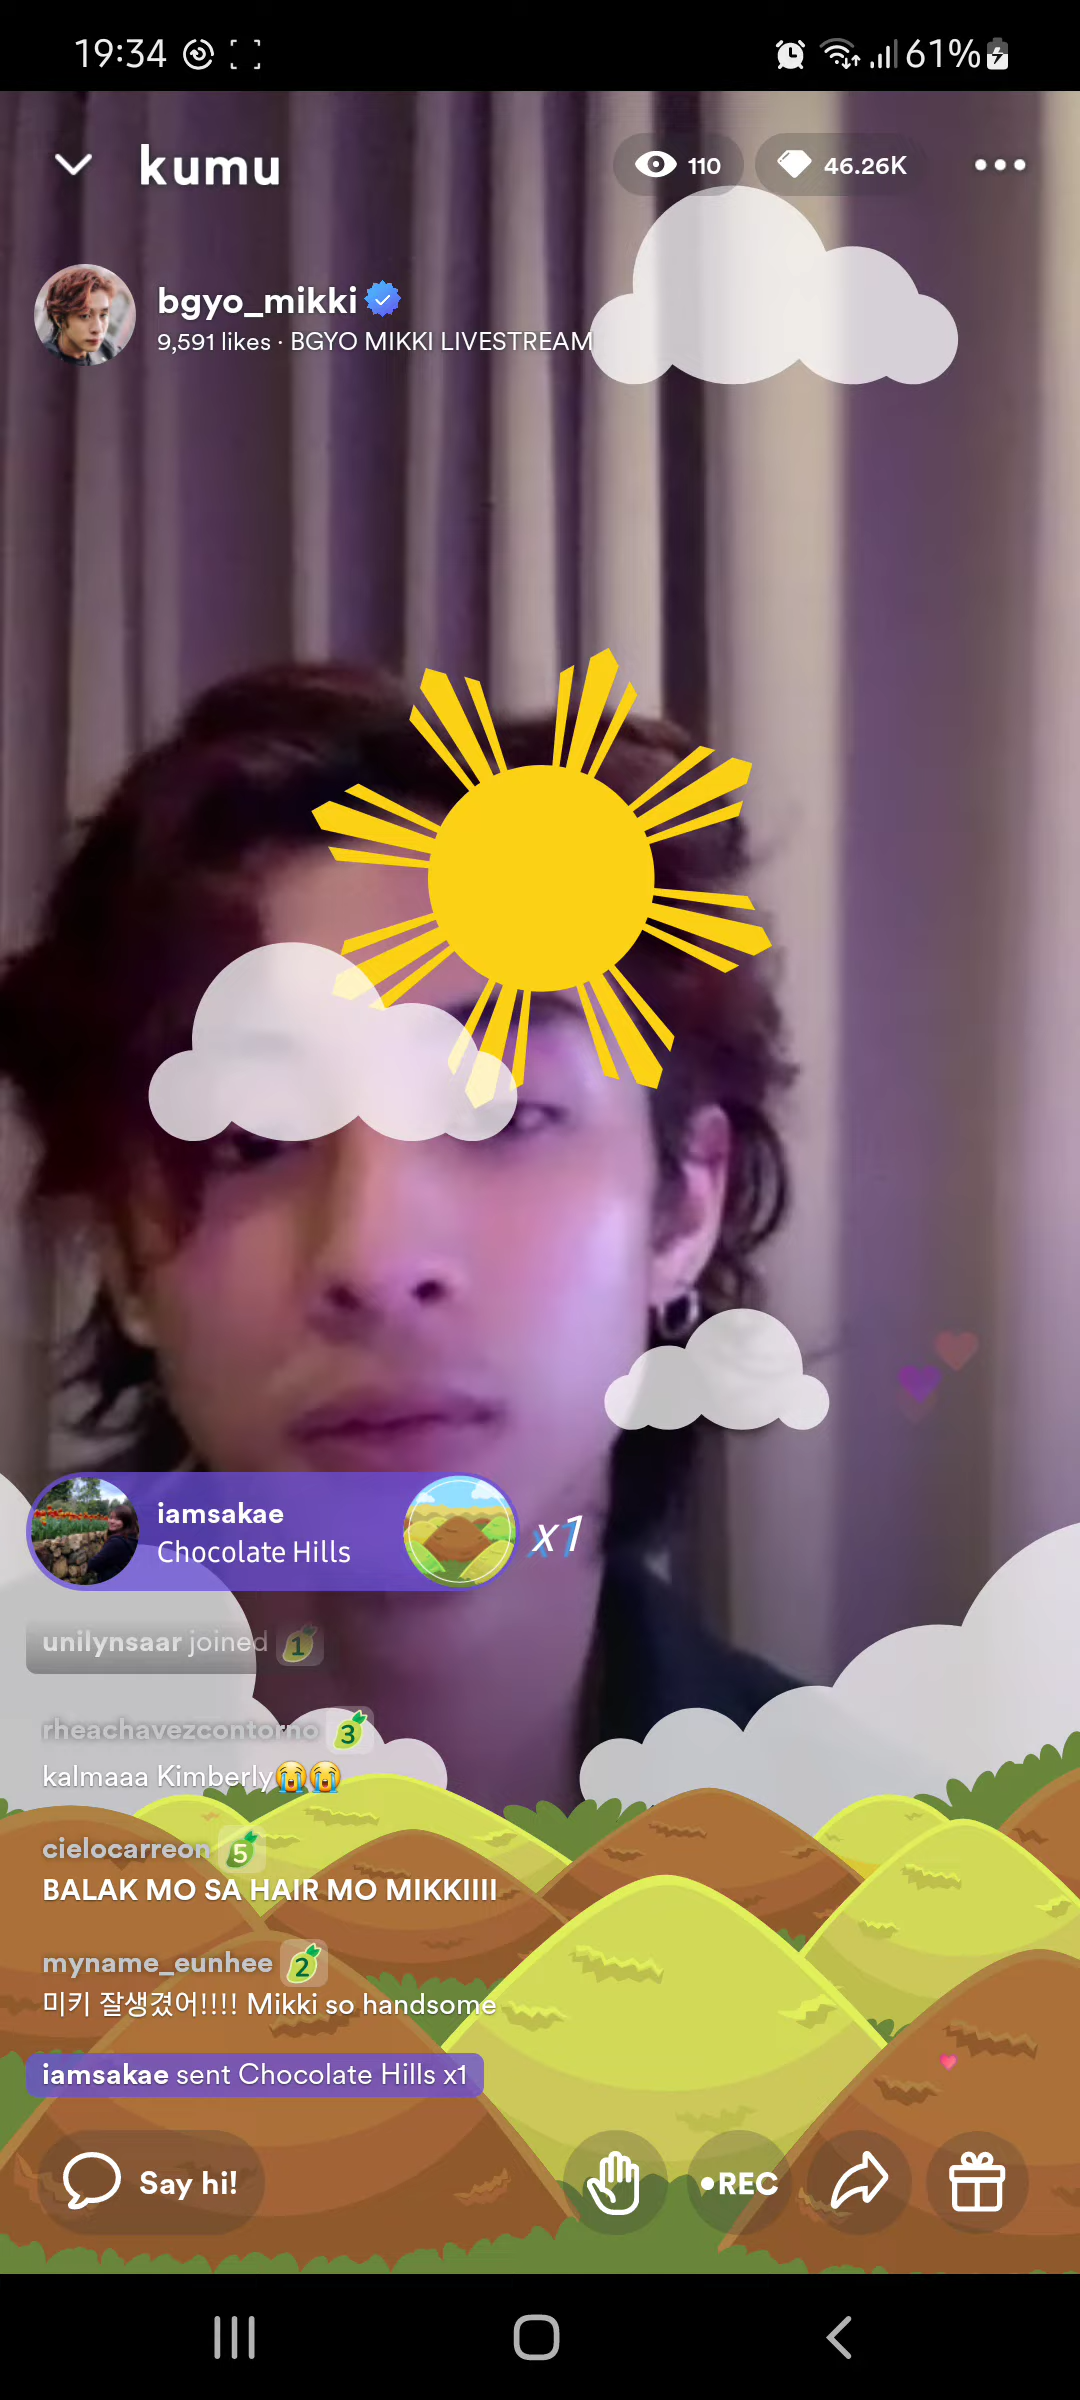 19:34
61%
kumu
110
46.26K
bgyo_mikki
9,591 likes · BGYO MIKKI LIVESTREAM
iamsakae
Chocolate Hills
x1
unilynsaar joined 1
rheachavezcontorno 3
kalmaaa Kimberly😭😭
cielocarreon 5
BALAK MO SA HAIR MO MIKKIIII
myname_eunhee 2
미키 잘생겼어!!!! Mikki so handsome
iamsakae sent Chocolate Hills x1
Say hi!
REC